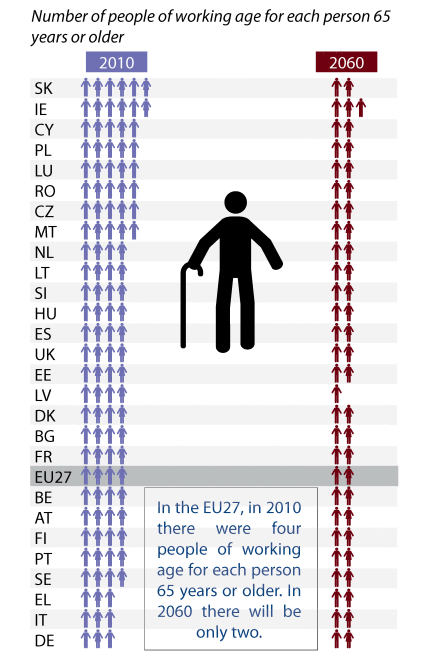 Number of people of working age for each person 65
years or older
2010 2060
SK
IE
CY
PL
LU
RO
CZ
MT
NL
LT
SI
HU
ES
UK
EE
LV
DK
BG
FR
EU27
BE
AT
FI
PT
SE
EL
IT
DE
In the EU27, in 2010
there were four
people of working
age for each person
65 years or older. In
2060 there will be
only two.